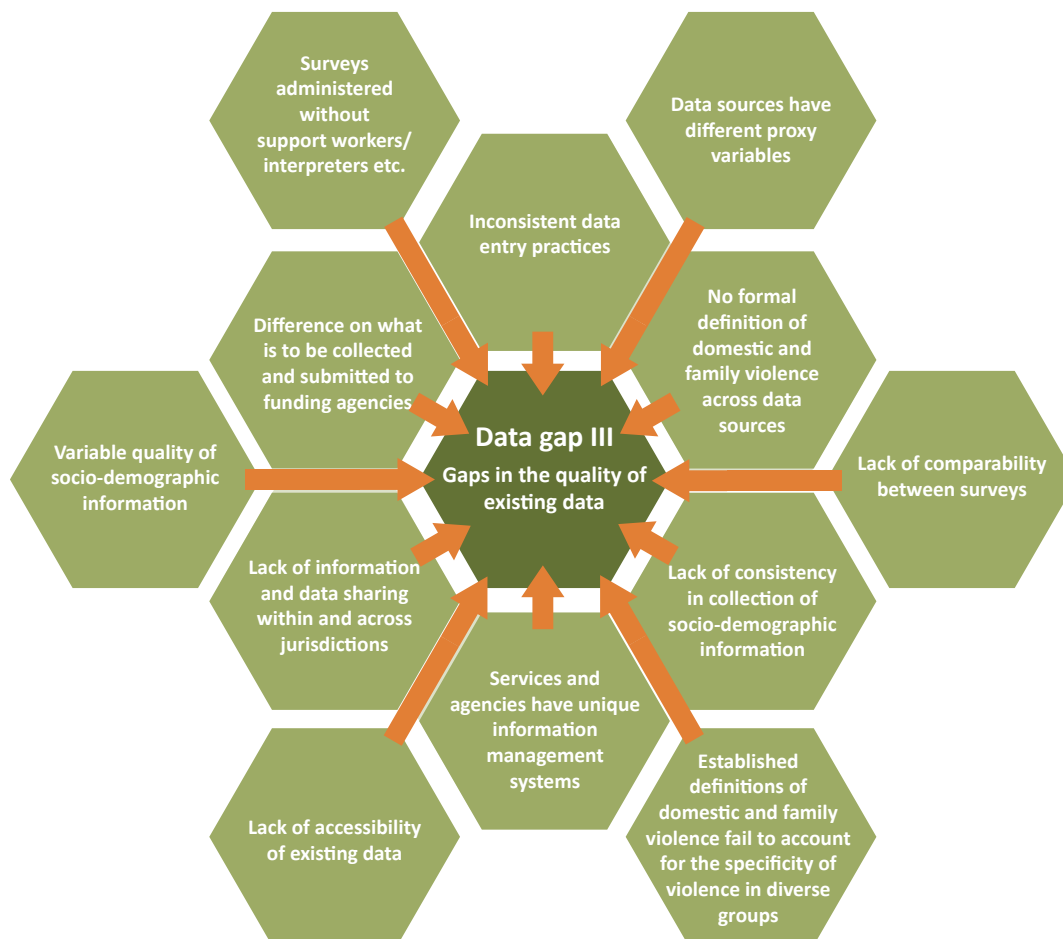 Surveys
administered
without
support workers/
interpreters etc.
Data sources have
different proxy
variables
Inconsistent data
entry practices
Difference on what
is to be collected
and submitted to
funding agencies
No formal
definition of
domestic and
family violence
across data
sources
Variable quality of
socio-demographic
information
Data gap III
Gaps in the quality of
existing data
Lack of comparability
between surveys
Lack of information
and data sharing
within and across
jurisdictions
Lack of consistency
in collection of
socio-demographic
information
Services and
agencies have unique
information
management
systems
Lack of accessibility
of existing data
Established
definitions of
domestic and family
violence fail to account
for the specificity of
violence in diverse
groups